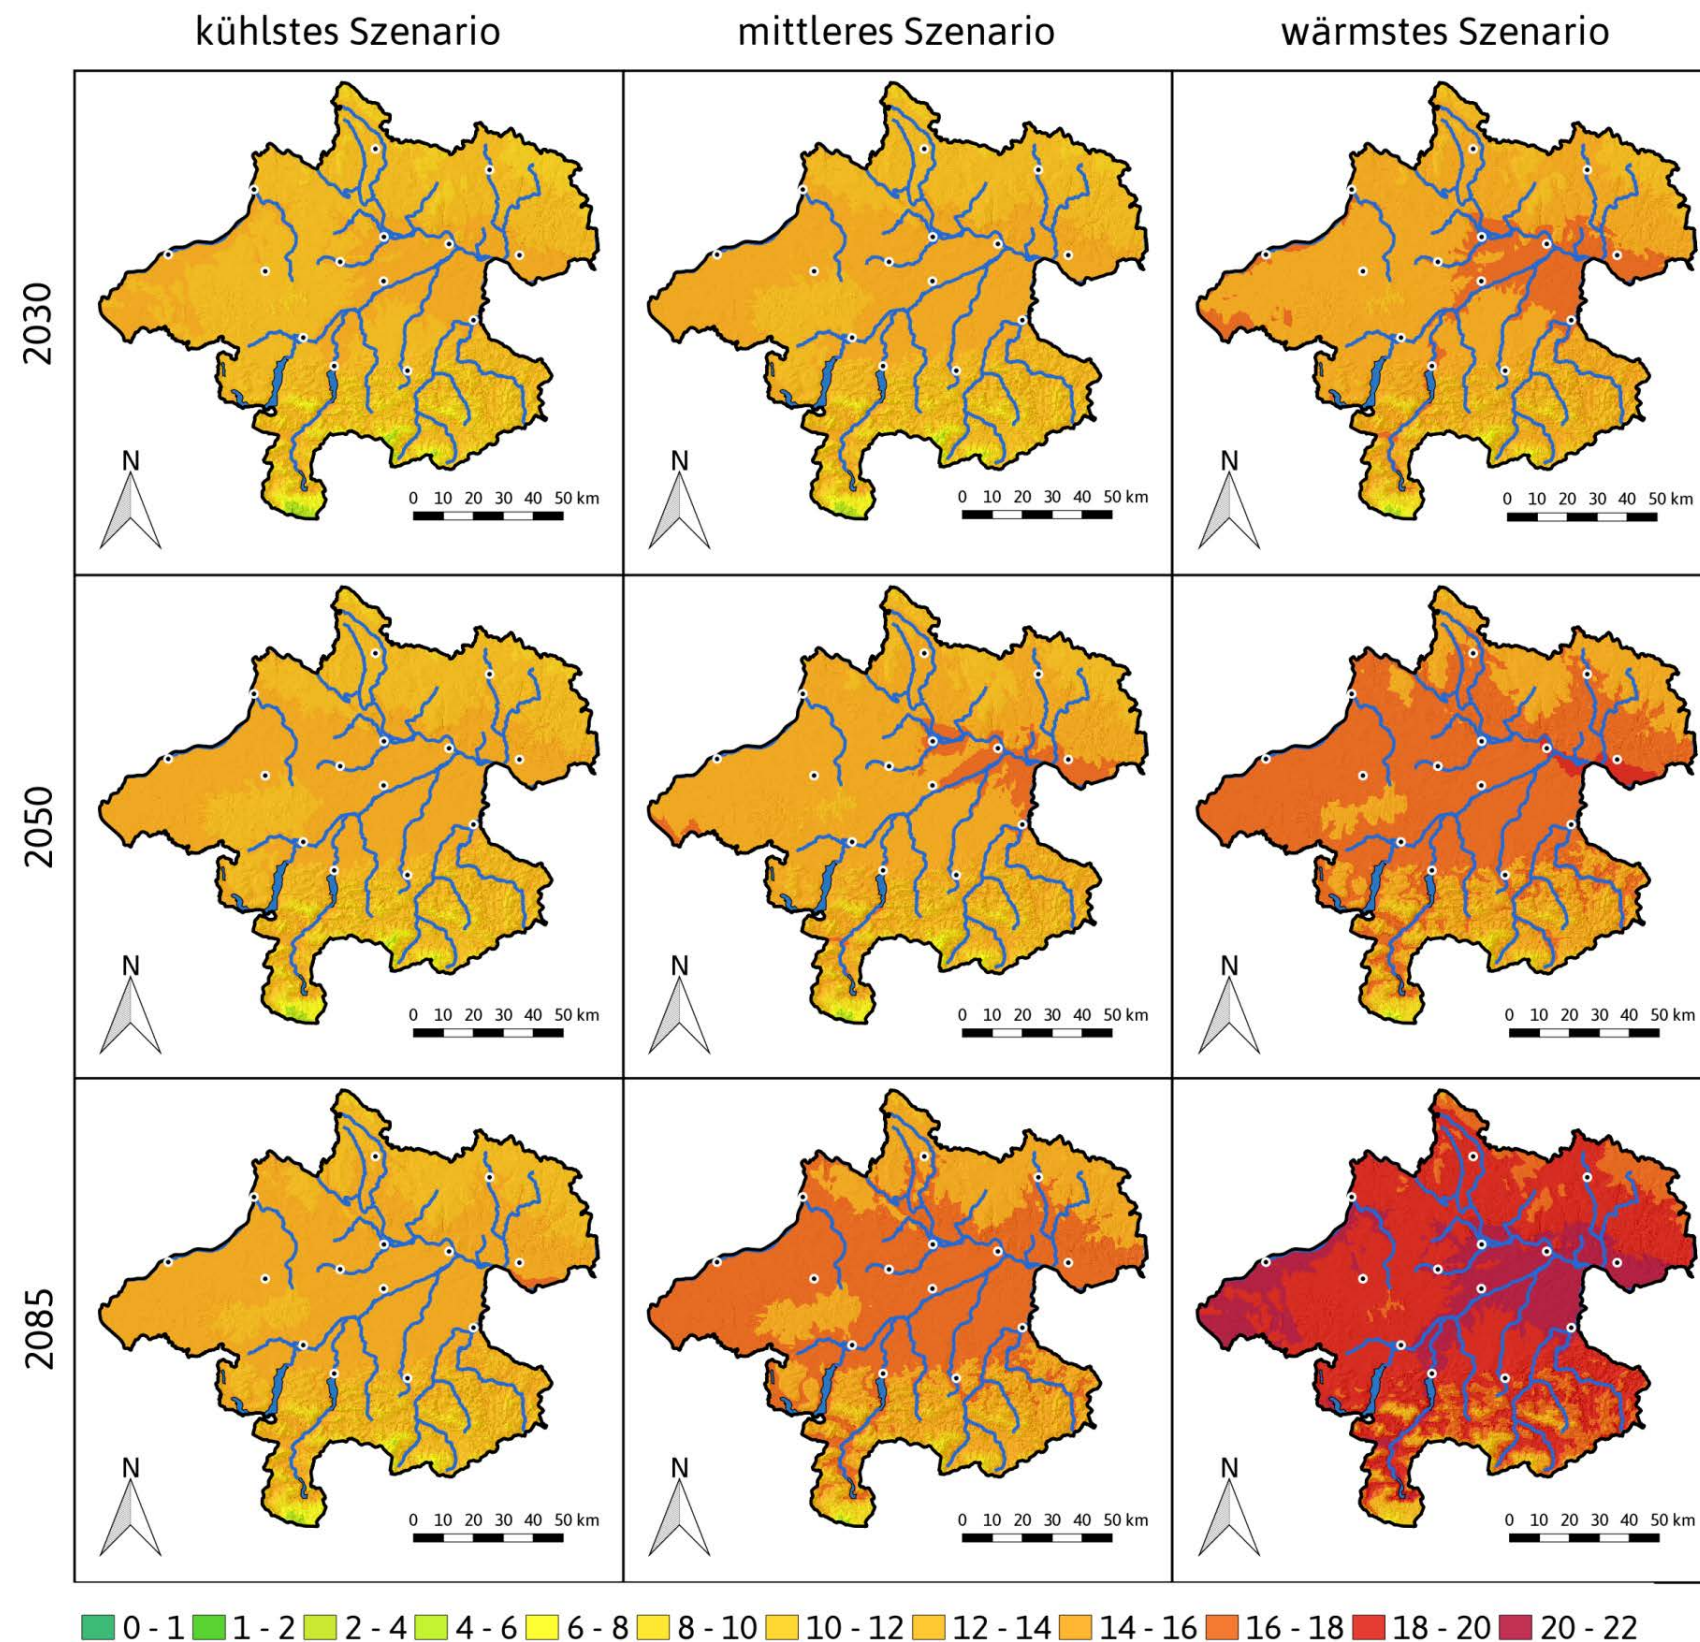 kühlstes Szenario mittleres Szenario wärmstes Szenario
2030
N N N
0 10 20 30 40 50 km 0 10 20 30 40 50 km 0 10 20 30 40 50 km
2050
N N N
0 10 20 30 40 50 km 0 10 20 30 40 50 km 0 10 20 30 40 50 km
2085
N N N
0 10 20 30 40 50 km 0 10 20 30 40 50 km 0 10 20 30 40 50 km
0 - 1 1 - 2 2 - 4 4 - 6 6 - 8 8 - 10 10 - 12 12 - 14 14 - 16 16 - 18 18 - 20 20 - 22